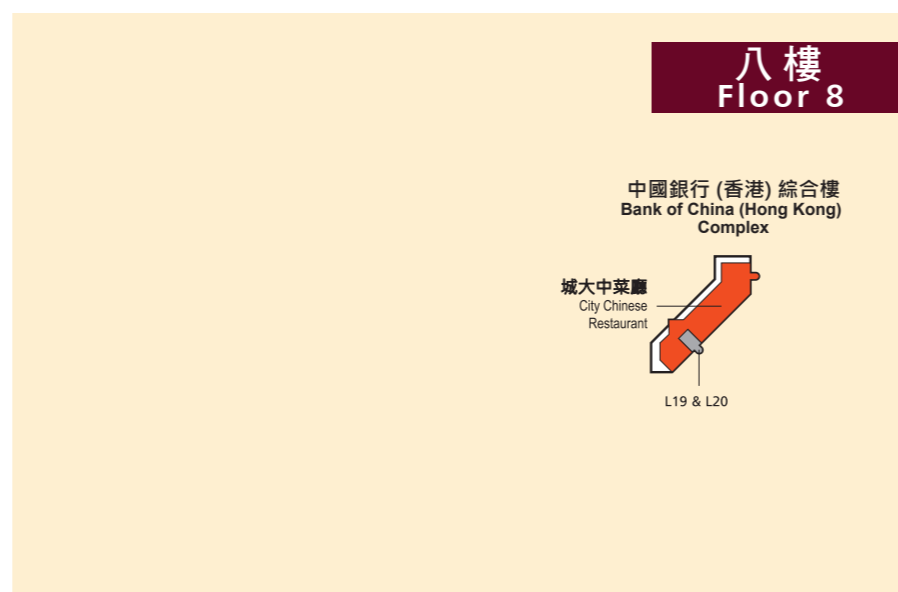 八樓
Floor 8
中國銀行 (香港) 綜合樓
Bank of China (Hong Kong)
Complex
城大中菜廳
City Chinese
Restaurant
L19 & L20